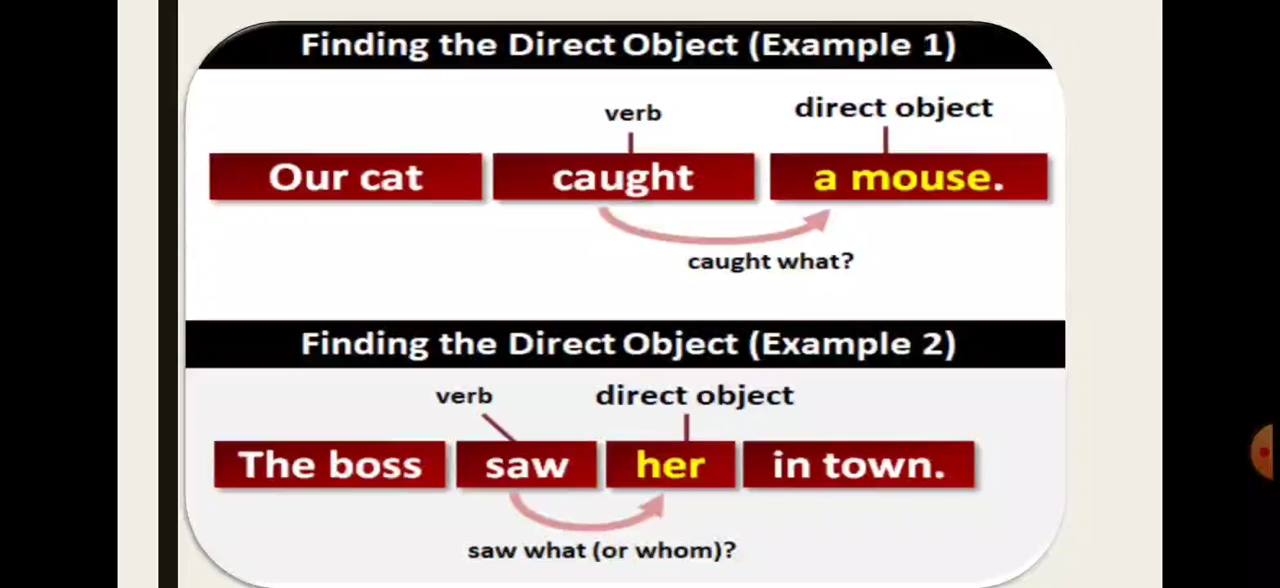 Finding the Direct Object (Example 1)
verb direct object
Our cat caught a mouse.
caught what?
Finding the Direct Object (Example 2)
verb direct object
The boss saw her in town.
saw what (or whom)?